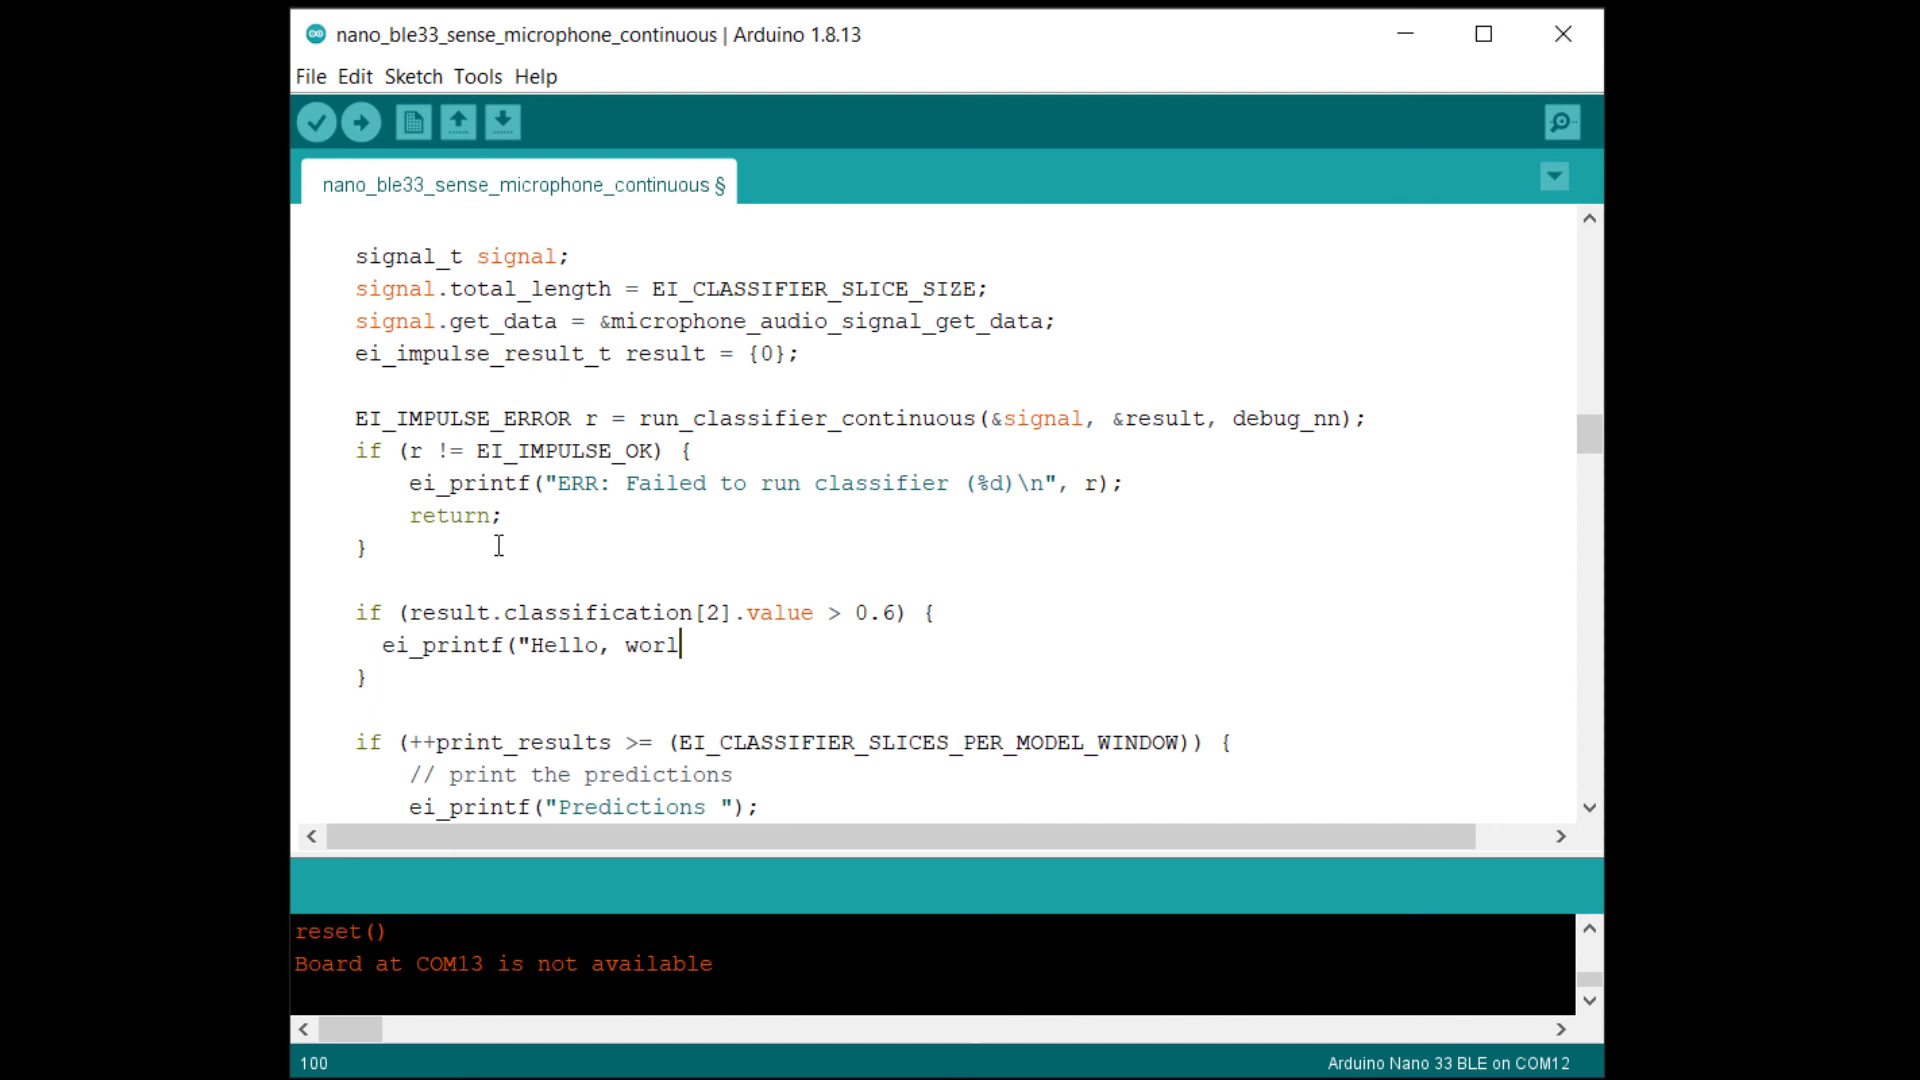 nano_ble33_sense_microphone_continuous | Arduino 1.8.13
File Edit Sketch Tools Help
nano_ble33_sense_microphone_continuous §
signal_t signal;
signal.total_length = EI_CLASSIFIER_SLICE_SIZE;
signal.get_data = &microphone_audio_signal_get_data;
ei_impulse_result_t result = {0};
EI_IMPULSE_ERROR r = run_classifier_continuous(&signal, &result, debug_nn);
if (r != EI_IMPULSE_OK) {
ei_printf("ERR: Failed to run classifier (%d)\n", r);
return;
}
if (result.classification[2].value > 0.6) {
ei_printf("Hello, worl
}
if (++print_results >= (EI_CLASSIFIER_SLICES_PER_MODEL_WINDOW)) {
// print the predictions
ei_printf("Predictions ");
reset()
Board at COM13 is not available
100
Arduino Nano 33 BLE on COM12